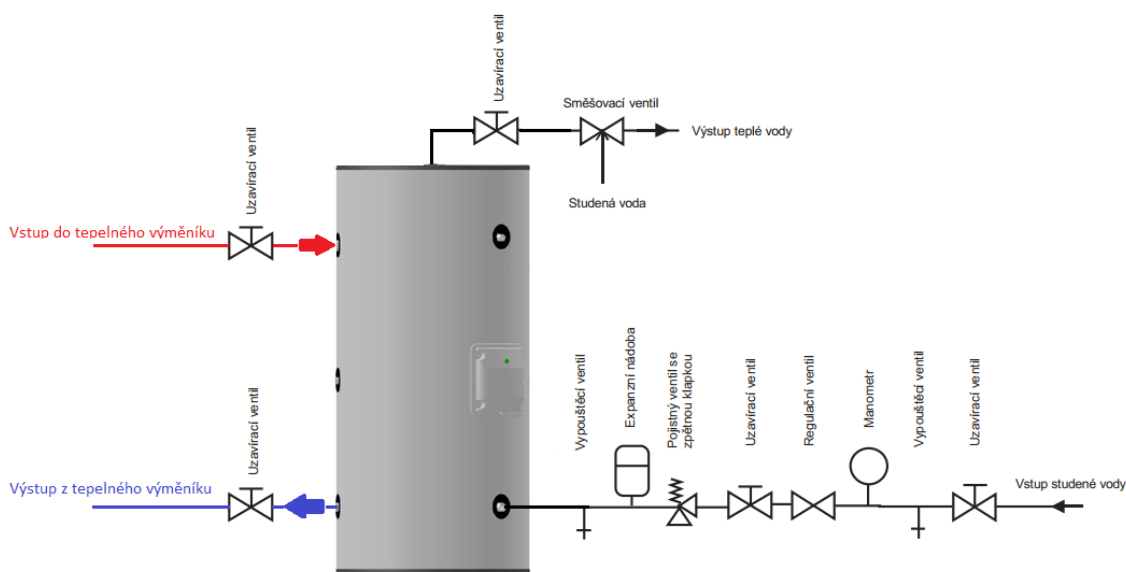 Uzavírací ventil
Směšovací ventil
Výstup teplé vody
Studená voda
Uzavírací ventil
Vstup do tepelného výměníku
Uzavírací ventil
Výstup z tepelného výměníku
Vypouštěcí ventil
Expanzní nádoba
Pojistný ventil se
zpětnou klapkou
Uzavírací ventil
Regulační ventil
Manometr
Vypouštěcí ventil
Uzavírací ventil
Vstup studené vody